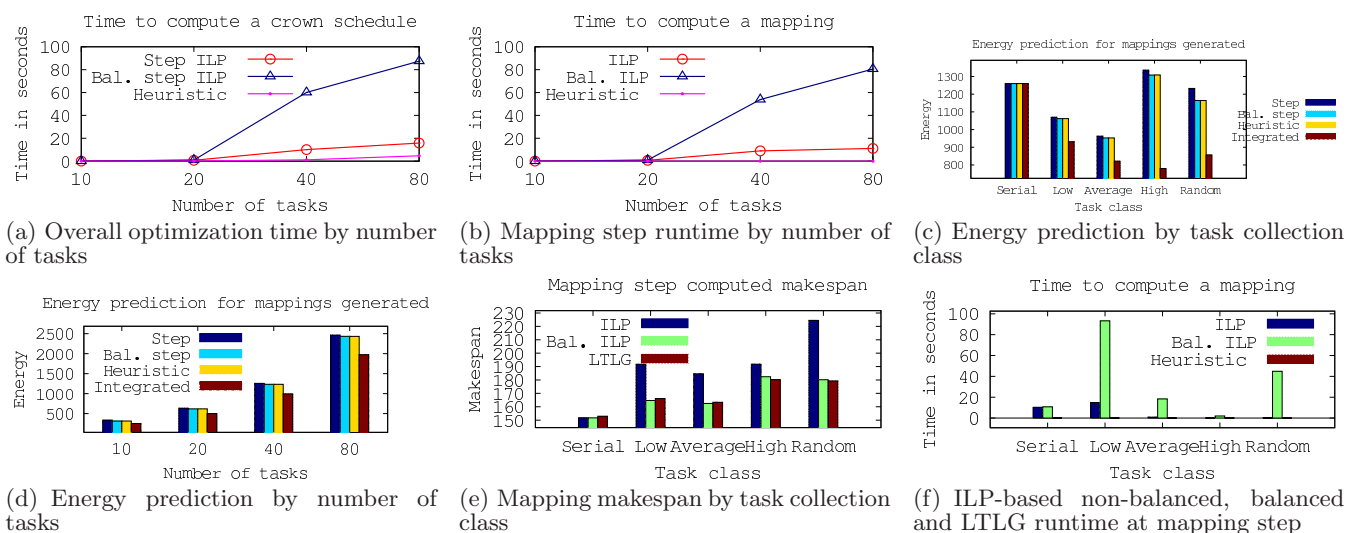 Time to compute a crown schedule
Time in seconds
100
80
60
40
20
0
Step ILP
Bal. step ILP
Heuristic
10 20 40 80
Number of tasks
(a) Overall optimization time by number
of tasks
Time to compute a mapping
Time in seconds
100
80
60
40
20
0
ILP
Bal. ILP
Heuristic
10 20 40 80
Number of tasks
(b) Mapping step runtime by number of
tasks
Energy prediction for mappings generated
Energy
1300
1200
1100
1000
900
800
Step
Bal. step
Heuristic
Integrated
Serial Low Average High Random
Task class
(c) Energy prediction by task collection
class
Energy prediction for mappings generated
Energy
2500
2000
1500
1000
500
Step
Bal. step
Heuristic
Integrated
10 20 40 80
Number of tasks
(d) Energy prediction by number of
tasks
Mapping step computed makespan
Makespan
230
220
210
200
190
180
170
160
150
ILP
Bal. ILP
LTLG
Serial Low Average High Random
Task class
(e) Mapping makespan by task collection
class
Time to compute a mapping
Time in seconds
100
80
60
40
20
0
ILP
Bal. ILP
Heuristic
Serial Low Average High Random
Task class
(f) ILP-based non-balanced, balanced
and LTLG runtime at mapping step